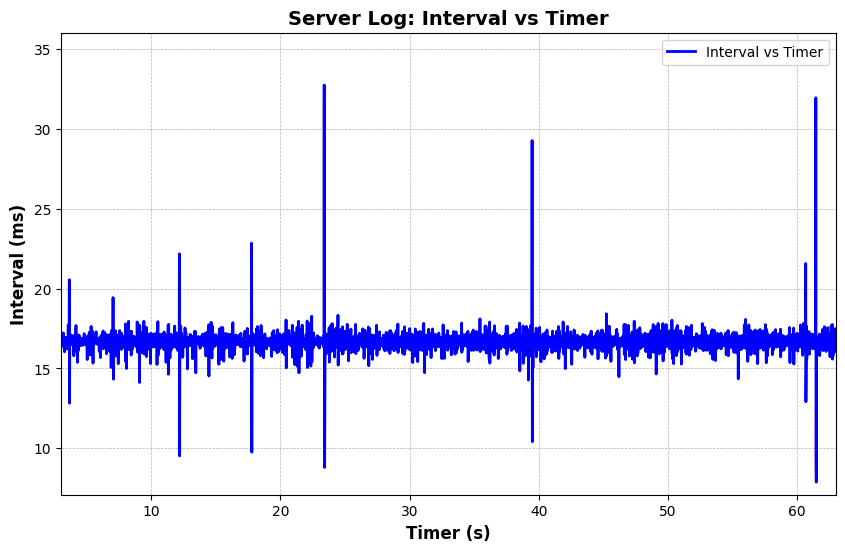 Server Log: Interval vs Timer
Interval vs Timer
35
30
25
20
15
10
Interval (ms)
10 20 30 40 50 60
Timer (s)